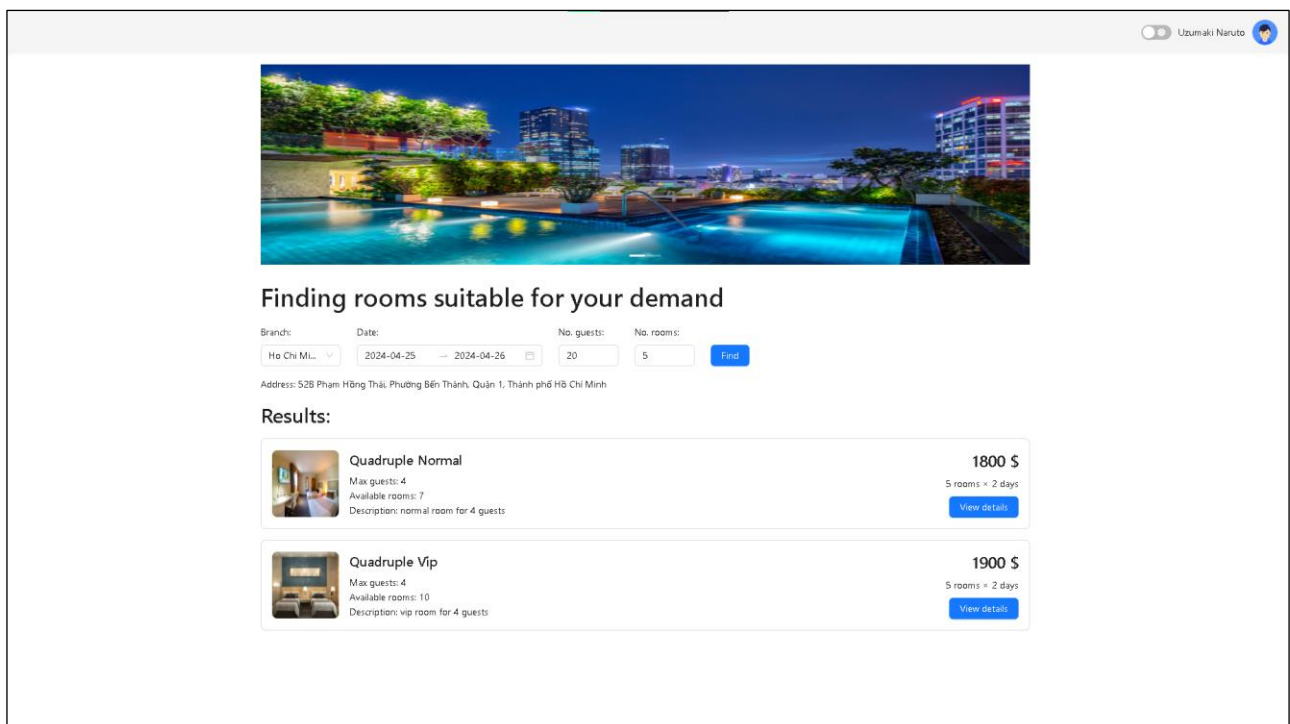 Uzumaki Naruto
Finding rooms suitable for your demand
Branch: Date: No. guests: No. rooms:
Ho Chi Mi... 2024-04-25 → 2024-04-26 20 5 Find
Address: 52B Phạm Hồng Thái, Phường Bến Thành, Quận 1, Thành phố Hồ Chí Minh
Results:
Quadruple Normal
Max guests: 4
Available rooms: 7
Description: normal room for 4 guests
1800 $
5 rooms × 2 days
View details
Quadruple Vip
Max guests: 4
Available rooms: 10
Description: vip room for 4 guests
1900 $
5 rooms × 2 days
View details